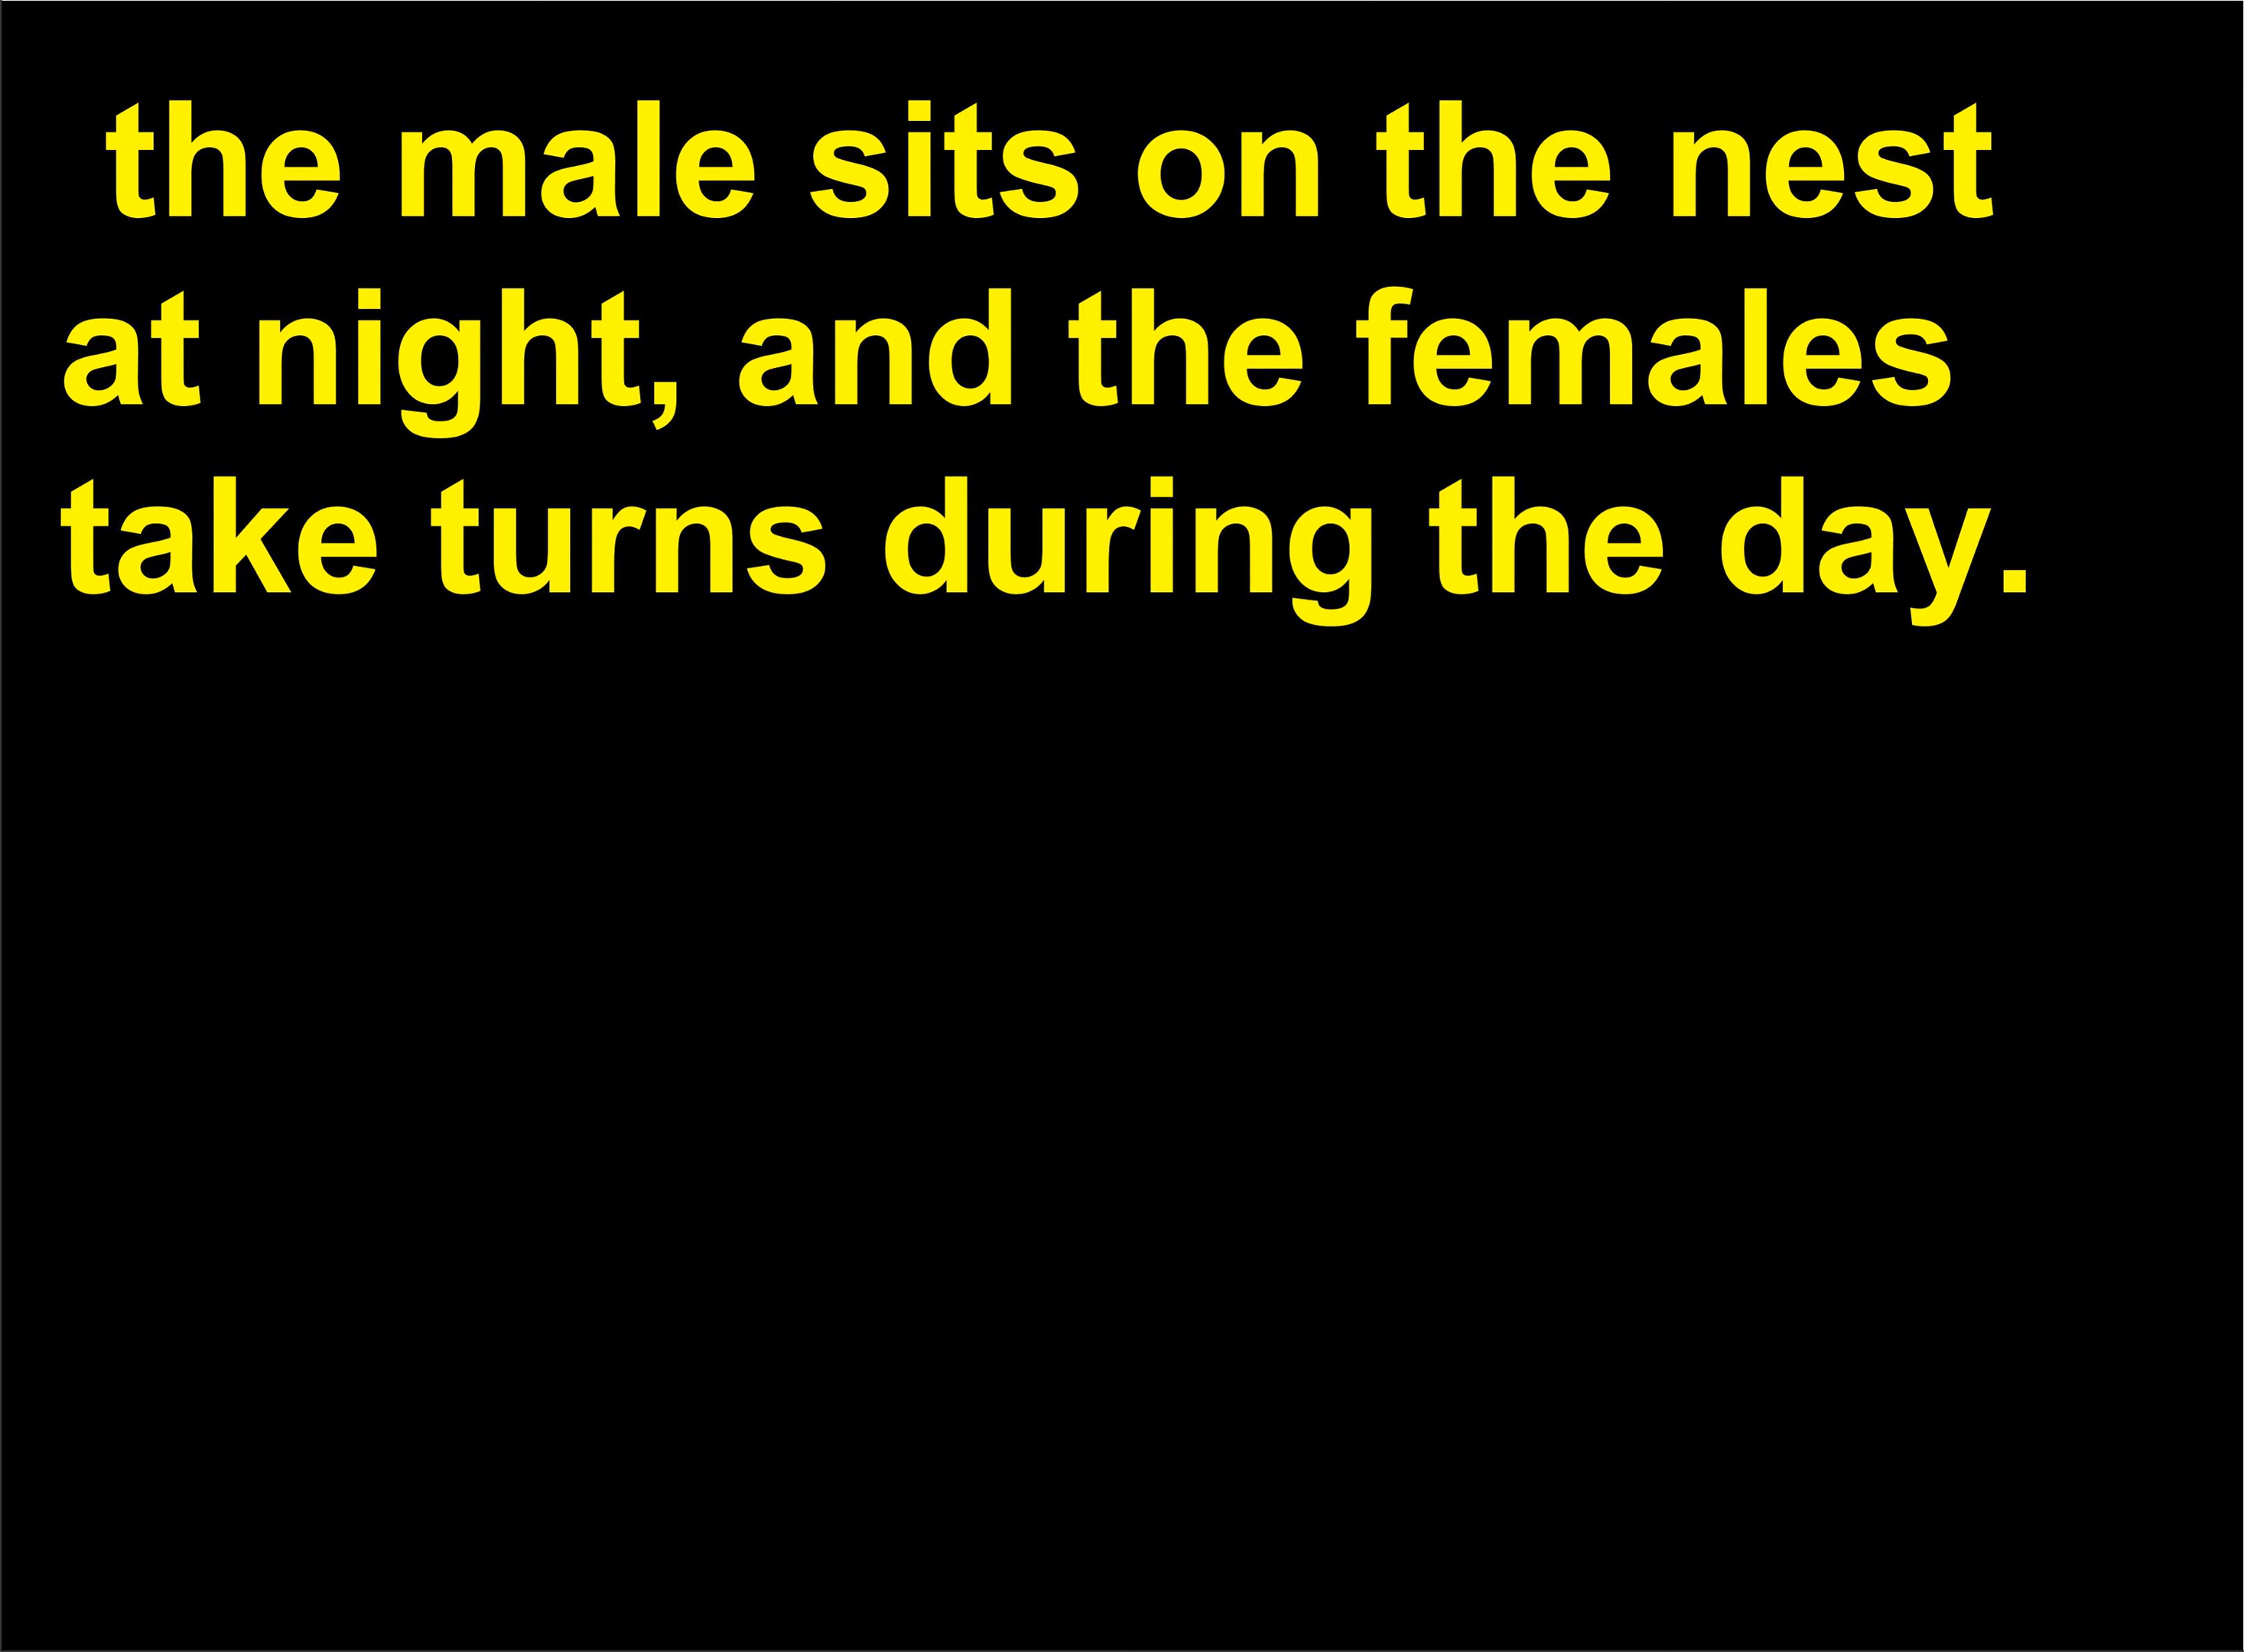 the male sits on the nest
at night, and the females
take turns during the day.